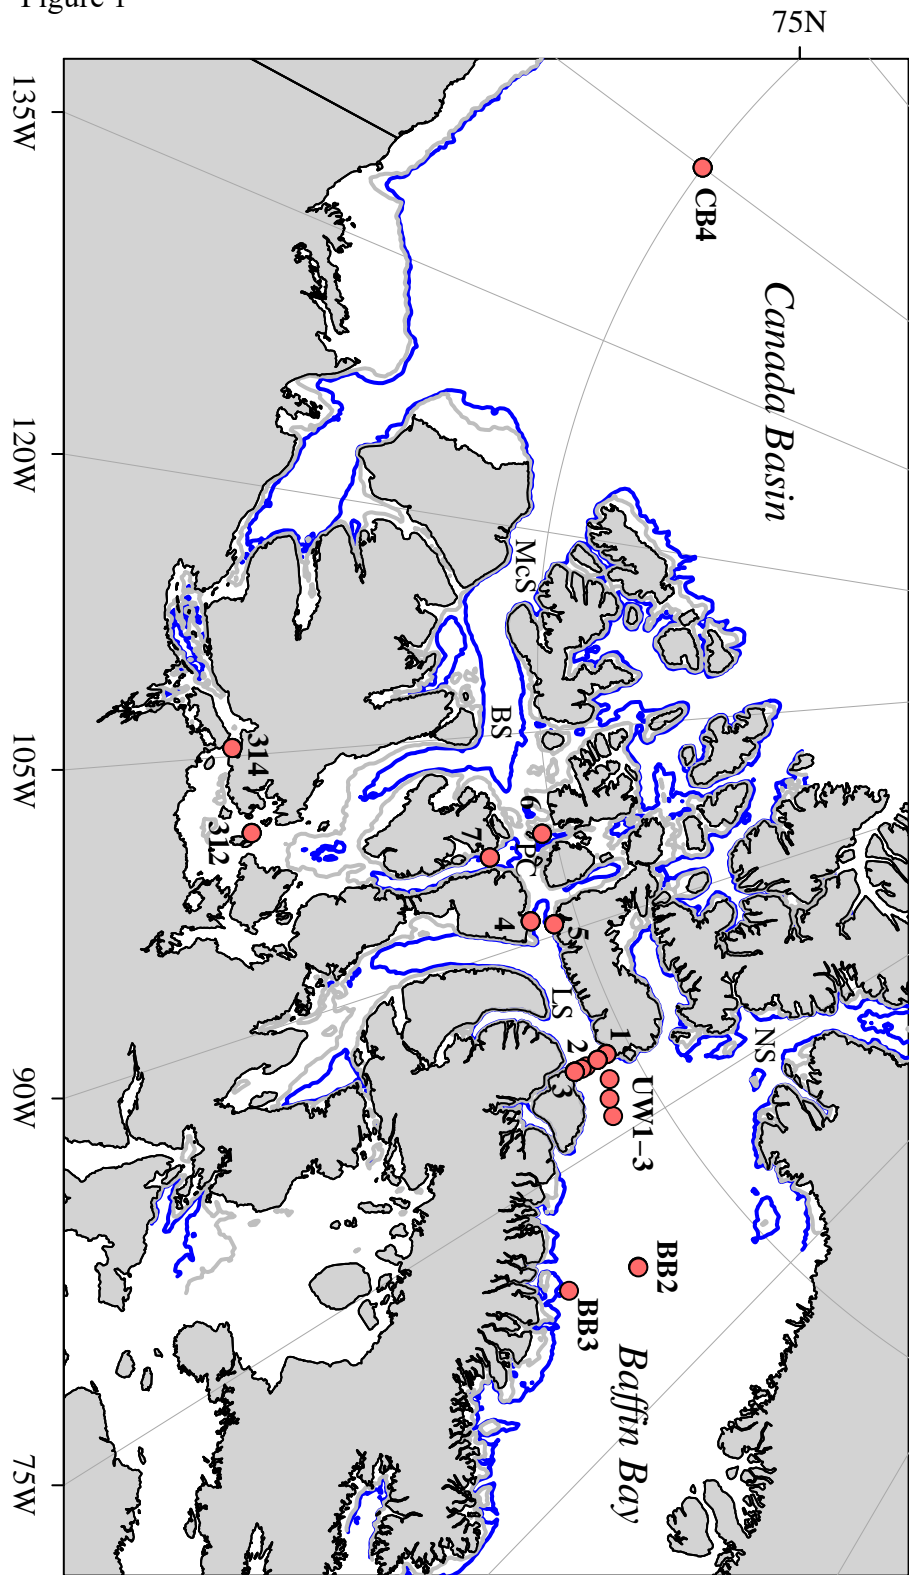 Figure 1
75N
135W
120W
105W
90W
75W
CB4
Canada Basin
McS
BS
314
312
6
7
PC
4
5
LS
NS
1
2
3
UW1–3
BB2
BB3
Baffin Bay